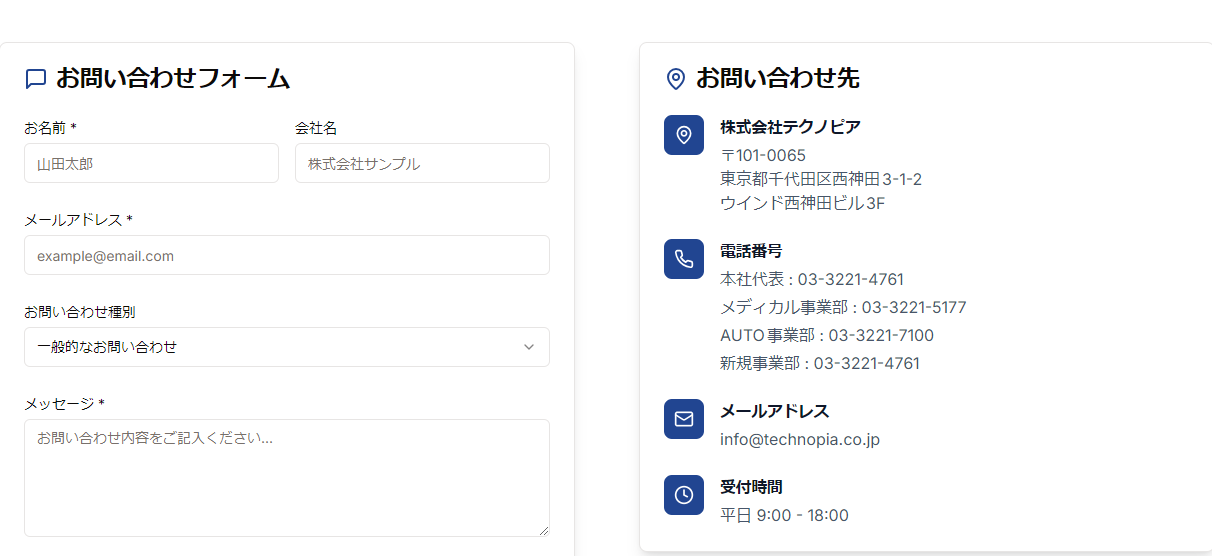 お問い合わせフォーム
お名前 *
会社名
山田太郎
株式会社サンプル
メールアドレス *
example@email.com
お問い合わせ種別
一般的なお問い合わせ
メッセージ *
お問い合わせ内容をご記入ください...
お問い合わせ先
株式会社テクノピア
〒101-0065
東京都千代田区西神田3-1-2
ウインド西神田ビル3F
電話番号
本社代表 : 03-3221-4761
メディカル事業部 : 03-3221-5177
AUTO事業部 : 03-3221-7100
新規事業部 : 03-3221-4761
メールアドレス
info@technopia.co.jp
受付時間
平日 9:00 - 18:00